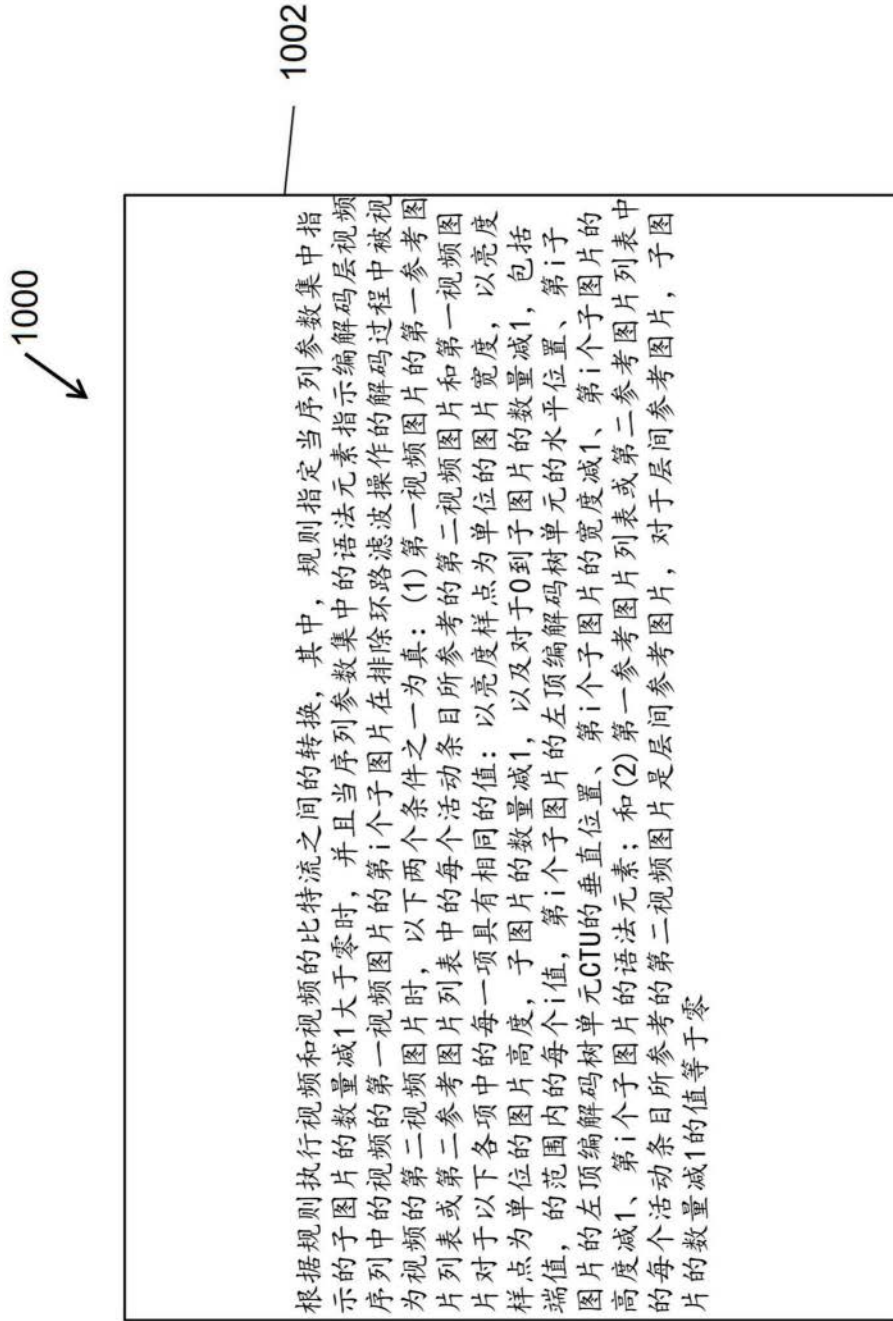 1000
1002
根据规则执行视频和视频的比特流之间的转换，其中，规则指定当序列参数集中指
示的子图片的数量减1大于零时，并且当序列参数集中的语法元素指示编解码层视频
序列中的视频的第一视频图片的第i个子图片在排除环路滤波操作的解码过程中被视
为视频的第二视频图片时，以下两个条件之一为真：(1)第一视频图片的第一参考图
片列表或第二参考图片列表中的每个活动条目所参考的第二视频图片和第一视频图
片对于以下各项中的每一项具有相同的值：以亮度样点为单位的图片宽度，以亮度
样点为单位的图片高度，子图片的数量减1，以及对于0到子图片的数量减1，包括
端值，的范围内的每个i值，第i个子图片的左顶编解码树单元的水平位置、第i子
图片的左顶编解码树单元CTU的垂直位置、第i个子图片的宽度减1、第i个子图片的
高度减1、第i个子图片的语法元素；和(2)第一参考图片列表或第二参考图片列表中
的每个活动条目所参考的第二视频图片是层间参考图片，对于层间参考图片，子图
片的数量减1的值等于零